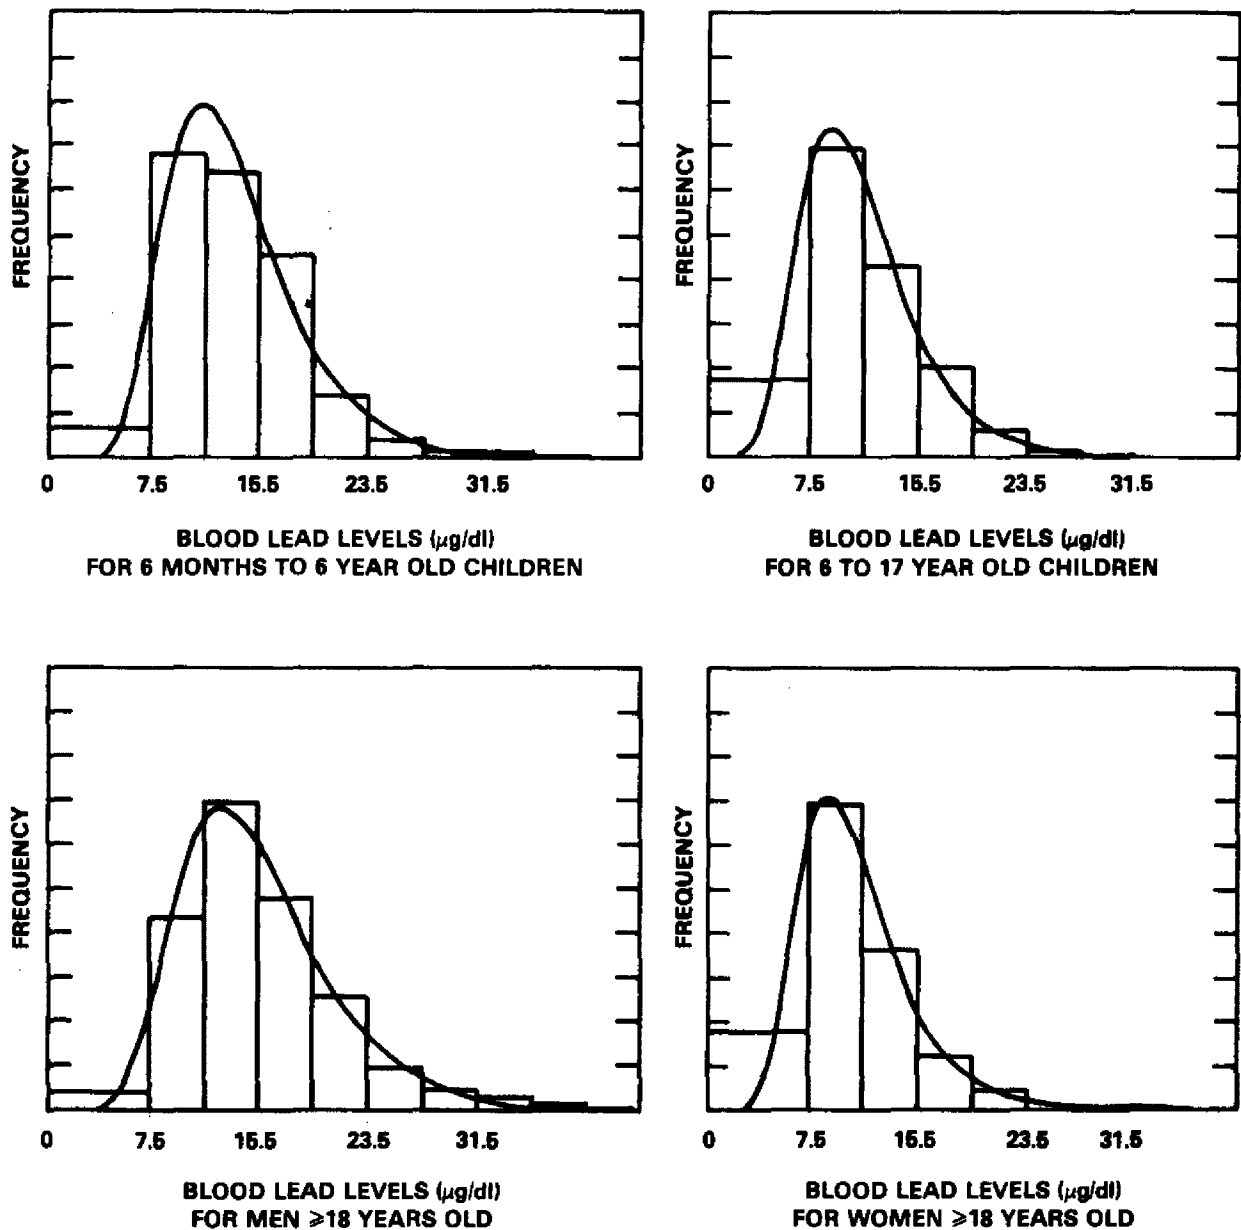 FREQUENCY
0 7.5 15.5 23.5 31.5
BLOOD LEAD LEVELS (µg/dl)
FOR 6 MONTHS TO 6 YEAR OLD CHILDREN
FREQUENCY
0 7.5 15.5 23.5 31.5
BLOOD LEAD LEVELS (µg/dl)
FOR 6 TO 17 YEAR OLD CHILDREN
FREQUENCY
0 7.5 15.5 23.5 31.5
BLOOD LEAD LEVELS (µg/dl)
FOR MEN ⩾18 YEARS OLD
FREQUENCY
0 7.5 15.5 23.5 31.5
BLOOD LEAD LEVELS (µg/dl)
FOR WOMEN ⩾18 YEARS OLD